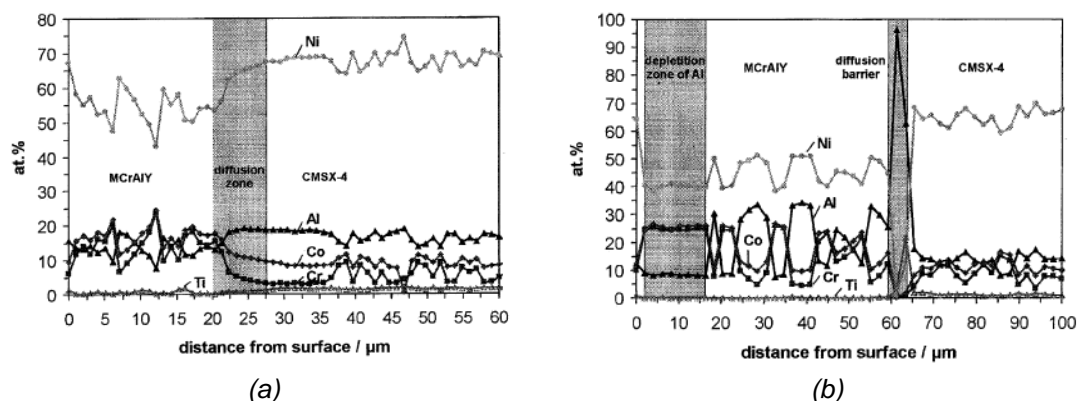 80
70
60
50
40
30
20
10
0
at.%
Ni
MCrAlY
diffusion
zone
CMSX-4
Al
Co
Cr
Ti
0 5 10 15 20 25 30 35 40 45 50 55 60
distance from surface / µm
(a)
100
90
80
70
60
50
40
30
20
10
0
at.%
depletition
zone of Al
MCrAlY
diffusion
barrier
CMSX-4
Ni
Al
Co
Cr
Ti
0 10 20 30 40 50 60 70 80 90 100
distance from surface / µm
(b)